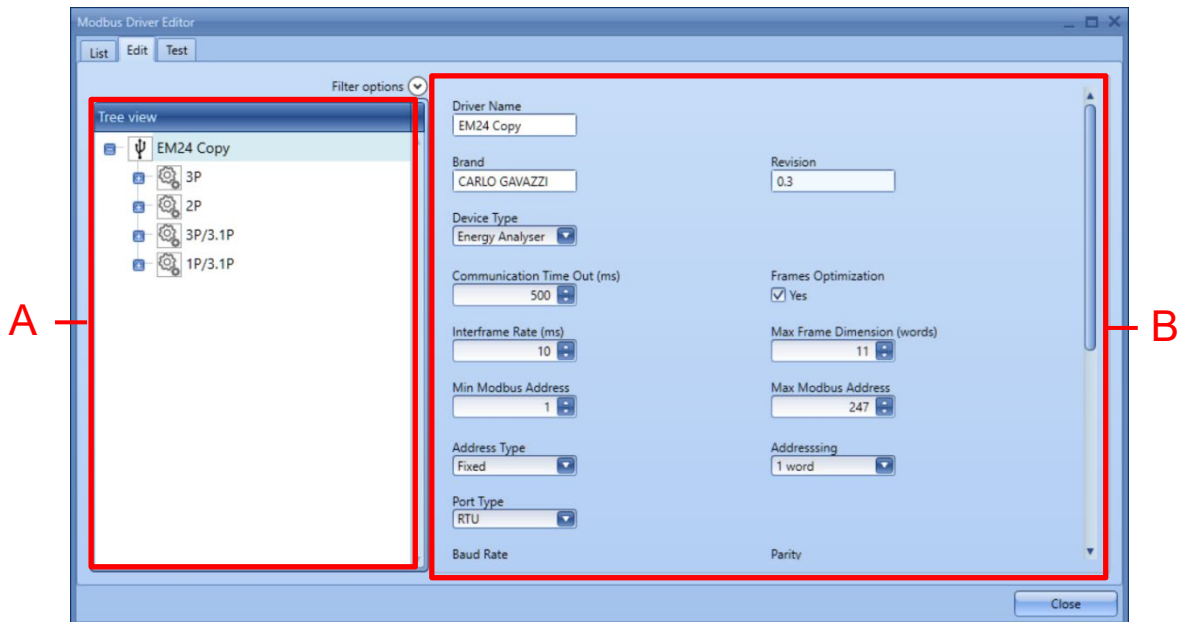 Modbus Driver Editor
List Edit Test
Filter options
Tree view
EM24 Copy
3P
2P
3P/3.1P
1P/3.1P
A
Driver Name
EM24 Copy
Brand Revision
CARLO GAVAZZI 0.3
Device Type
Energy Analyser
Communication Time Out (ms) Frames Optimization
500 Yes
Interframe Rate (ms) Max Frame Dimension (words)
10 11
Min Modbus Address Max Modbus Address
1 247
Address Type Addresssing
Fixed 1 word
Port Type
RTU
Baud Rate Parity
B
Close